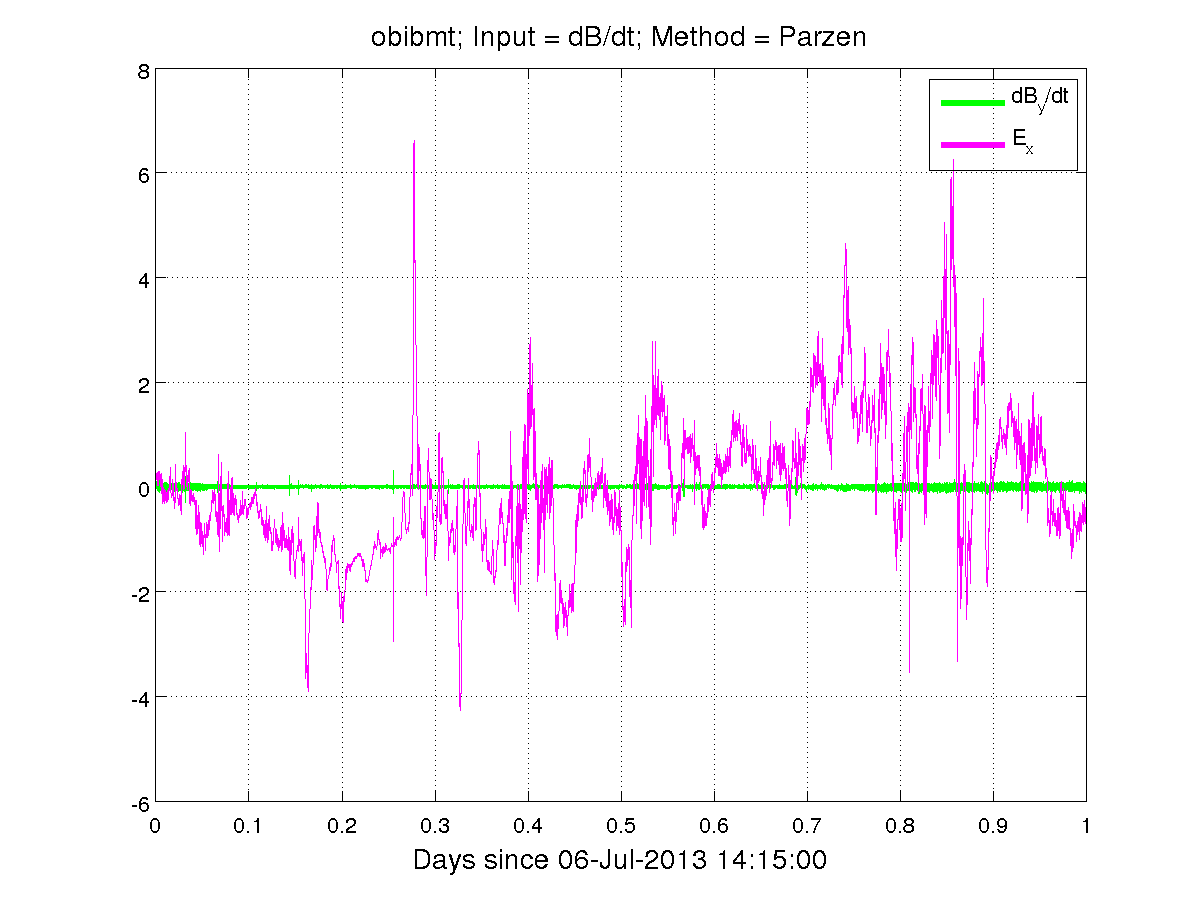 obibmt; Input = dB/dt; Method = Parzen
8
6
4
2
0
-2
-4
-6
dBy/dt
Ex
0 0.1 0.2 0.3 0.4 0.5 0.6 0.7 0.8 0.9 1
Days since 06-Jul-2013 14:15:00